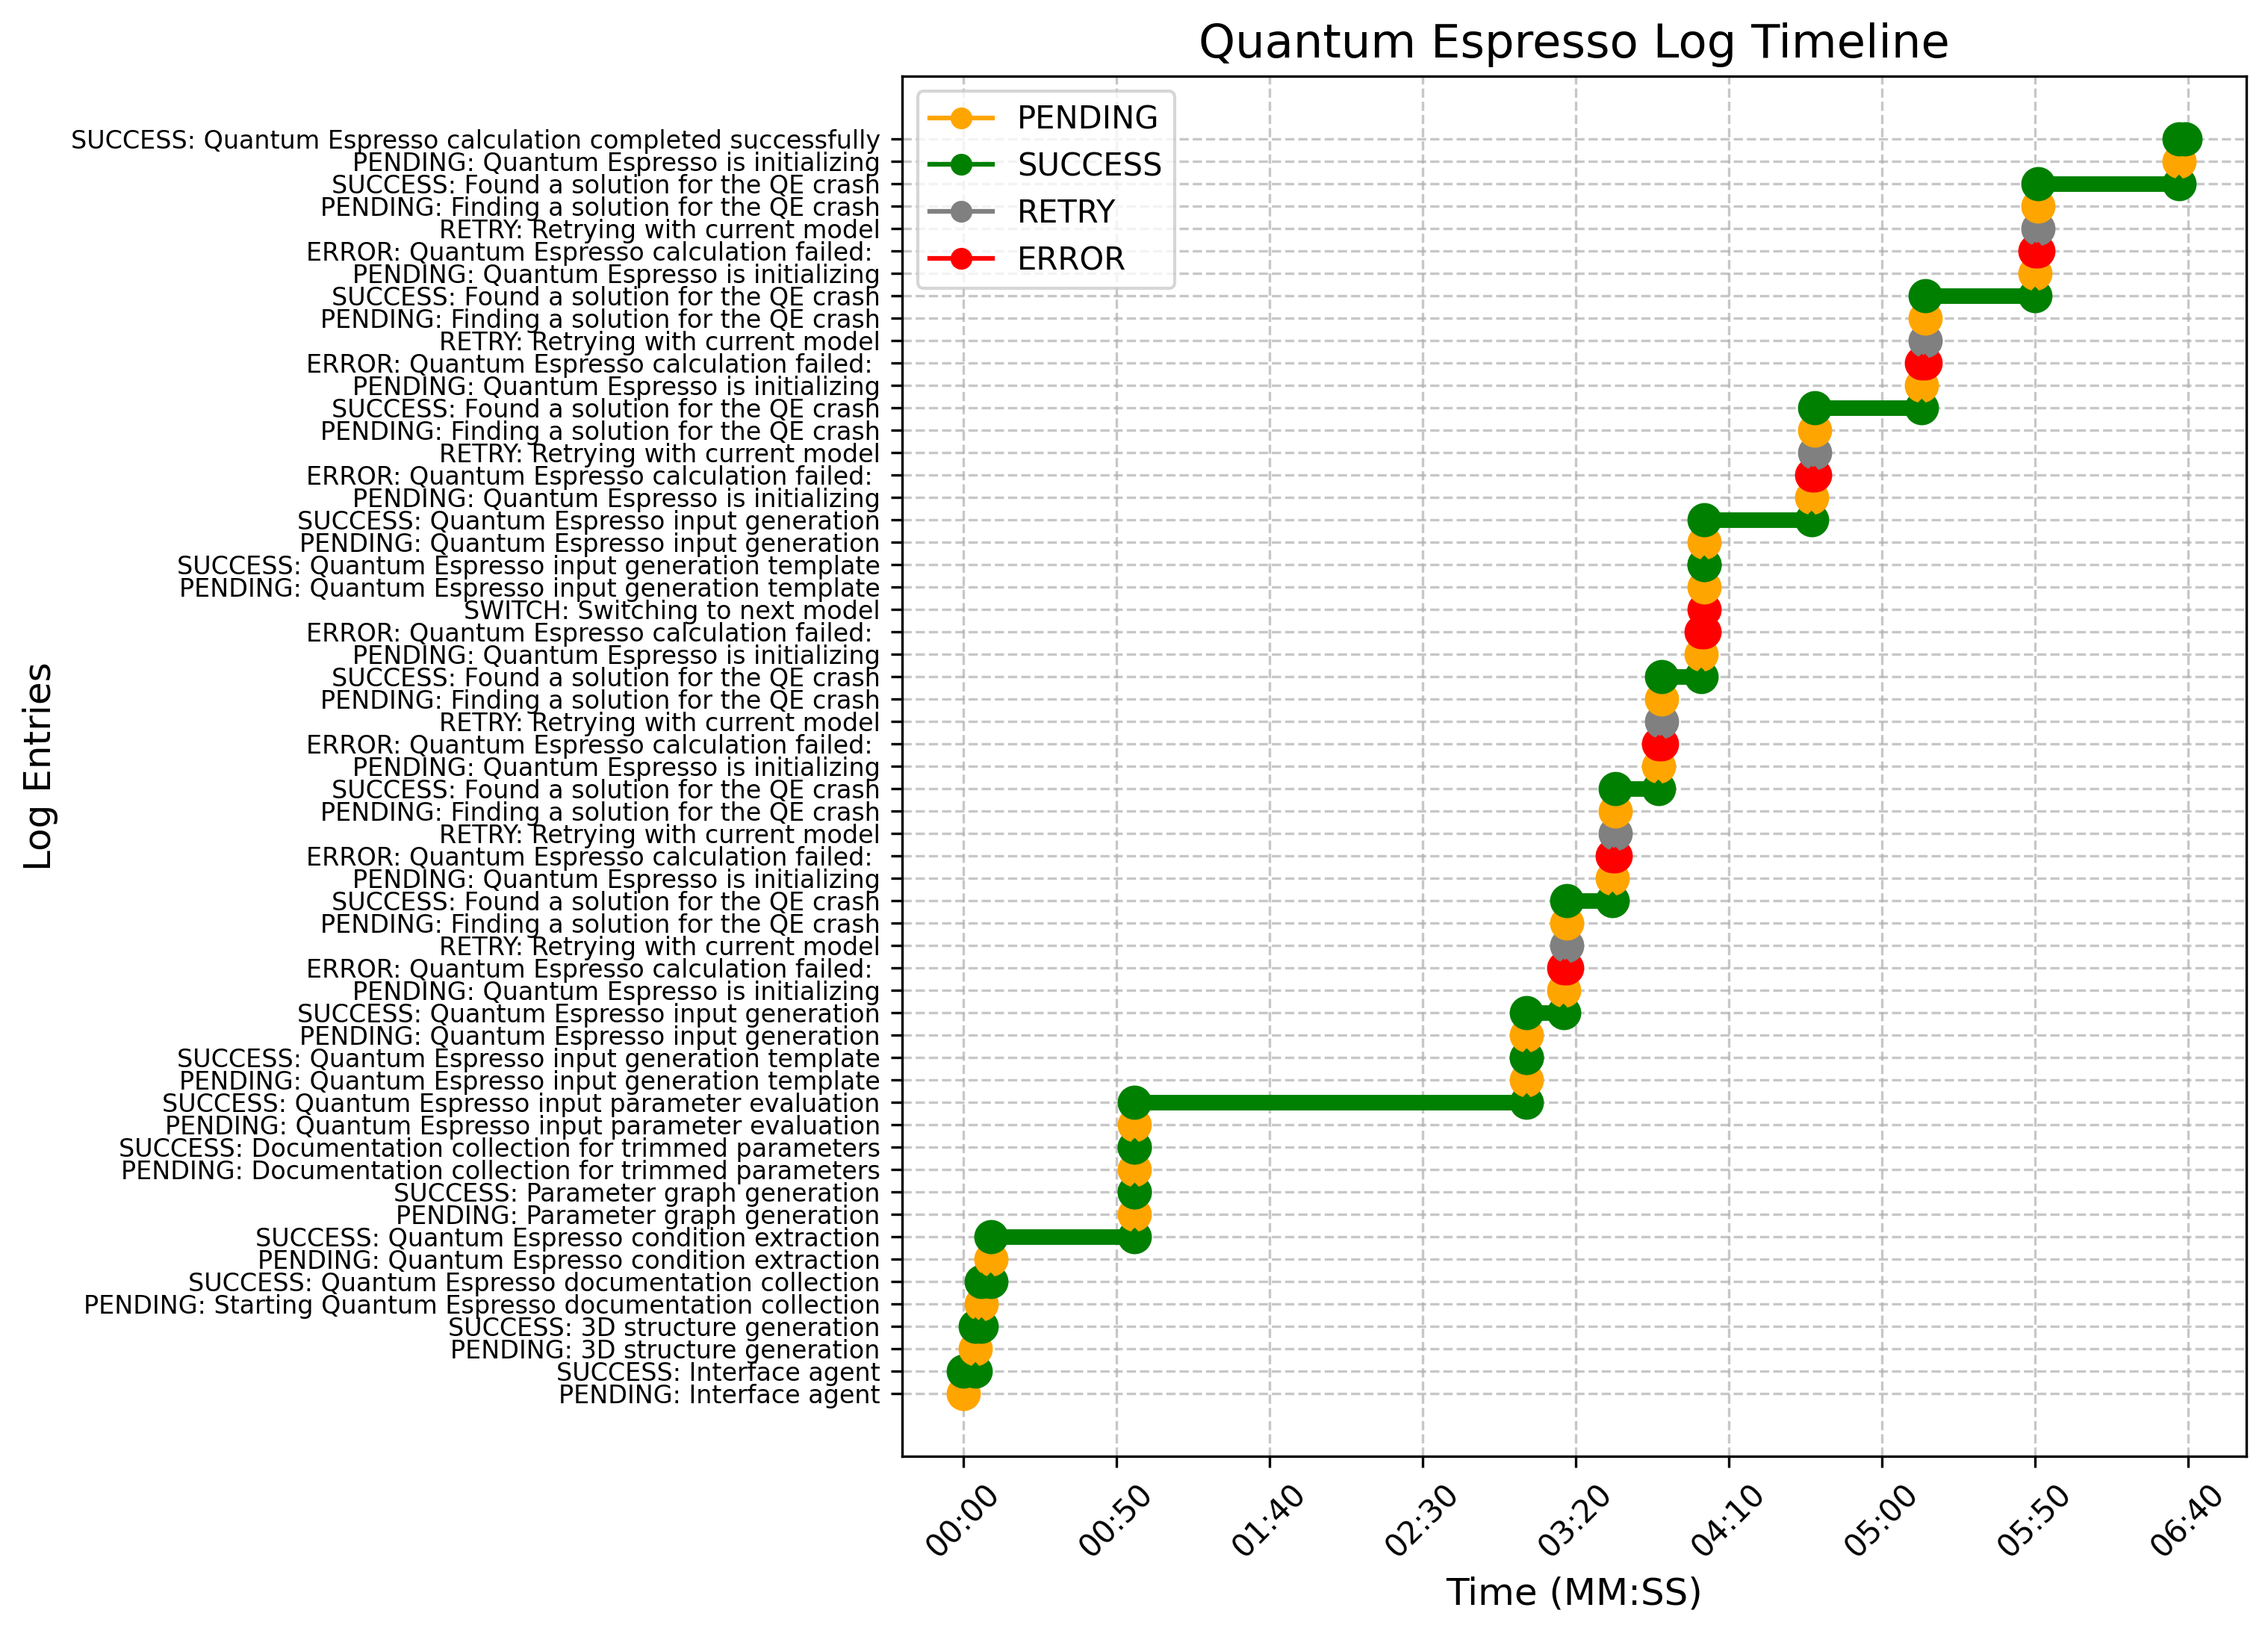 Quantum Espresso Log Timeline
PENDING
SUCCESS
RETRY
ERROR
Log Entries
SUCCESS: Quantum Espresso calculation completed successfully
PENDING: Quantum Espresso is initializing
SUCCESS: Found a solution for the QE crash
PENDING: Finding a solution for the QE crash
RETRY: Retrying with current model
ERROR: Quantum Espresso calculation failed:
PENDING: Quantum Espresso is initializing
SUCCESS: Found a solution for the QE crash
PENDING: Finding a solution for the QE crash
RETRY: Retrying with current model
ERROR: Quantum Espresso calculation failed:
PENDING: Quantum Espresso is initializing
SUCCESS: Found a solution for the QE crash
PENDING: Finding a solution for the QE crash
RETRY: Retrying with current model
ERROR: Quantum Espresso calculation failed:
PENDING: Quantum Espresso is initializing
SUCCESS: Quantum Espresso input generation
PENDING: Quantum Espresso input generation
SUCCESS: Quantum Espresso input generation template
PENDING: Quantum Espresso input generation template
SWITCH: Switching to next model
ERROR: Quantum Espresso calculation failed:
PENDING: Quantum Espresso is initializing
SUCCESS: Found a solution for the QE crash
PENDING: Finding a solution for the QE crash
RETRY: Retrying with current model
ERROR: Quantum Espresso calculation failed:
PENDING: Quantum Espresso is initializing
SUCCESS: Found a solution for the QE crash
PENDING: Finding a solution for the QE crash
RETRY: Retrying with current model
ERROR: Quantum Espresso calculation failed:
PENDING: Quantum Espresso is initializing
SUCCESS: Found a solution for the QE crash
PENDING: Finding a solution for the QE crash
RETRY: Retrying with current model
ERROR: Quantum Espresso calculation failed:
PENDING: Quantum Espresso is initializing
SUCCESS: Quantum Espresso input generation
PENDING: Quantum Espresso input generation
SUCCESS: Quantum Espresso input generation template
PENDING: Quantum Espresso input generation template
SUCCESS: Quantum Espresso input parameter evaluation
PENDING: Quantum Espresso input parameter evaluation
SUCCESS: Documentation collection for trimmed parameters
PENDING: Documentation collection for trimmed parameters
SUCCESS: Parameter graph generation
PENDING: Parameter graph generation
SUCCESS: Quantum Espresso condition extraction
PENDING: Quantum Espresso condition extraction
SUCCESS: Quantum Espresso documentation collection
PENDING: Starting Quantum Espresso documentation collection
SUCCESS: 3D structure generation
PENDING: 3D structure generation
SUCCESS: Interface agent
PENDING: Interface agent
00:00
00:50
01:40
02:30
03:20
04:10
05:00
05:50
06:40
Time (MM:SS)